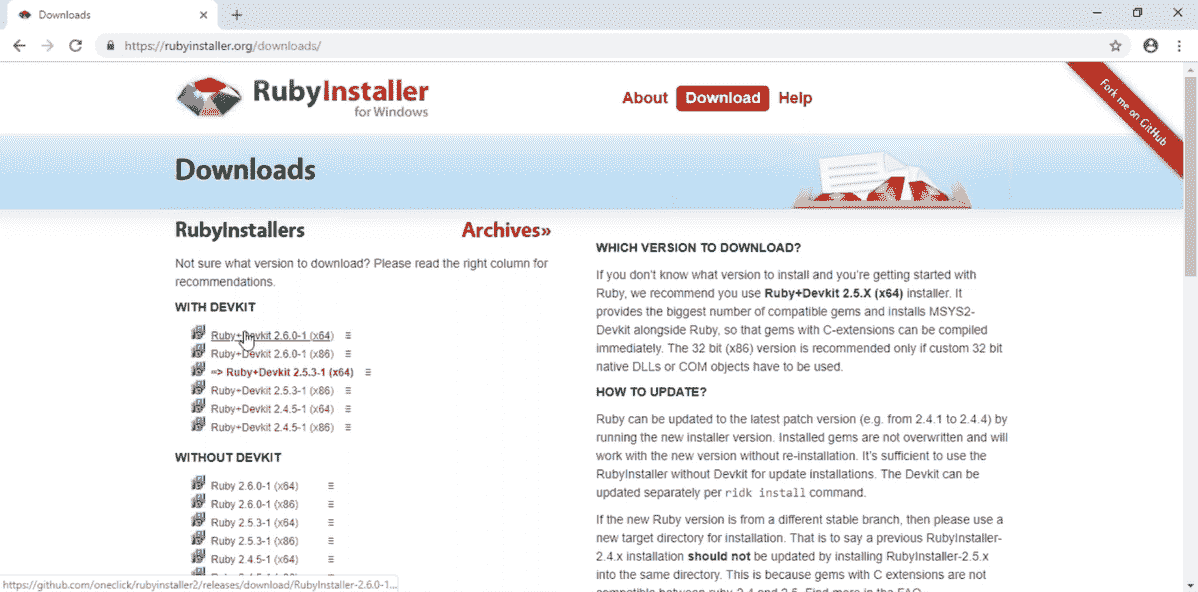 Downloads
https://rubyinstaller.org/downloads/
RubyInstaller
for Windows
About Download Help
Fork me on GitHub
Downloads
RubyInstallers
Archives»
Not sure what version to download? Please read the right column for
recommendations.
WITH DEVKIT
Ruby+Devkit 2.6.0-1 (x64)
Ruby+Devkit 2.6.0-1 (x86)
=> Ruby+Devkit 2.5.3-1 (x64)
Ruby+Devkit 2.5.3-1 (x86)
Ruby+Devkit 2.4.5-1 (x64)
Ruby+Devkit 2.4.5-1 (x86)
WITHOUT DEVKIT
Ruby 2.6.0-1 (x64)
Ruby 2.6.0-1 (x86)
Ruby 2.5.3-1 (x64)
Ruby 2.5.3-1 (x86)
Ruby 2.4.5-1 (x64)
WHICH VERSION TO DOWNLOAD?
If you don't know what version to install and you're getting started with
Ruby, we recommend you use Ruby+Devkit 2.5.X (x64) installer. It
provides the biggest number of compatible gems and installs MSYS2-
Devkit alongside Ruby, so that gems with C-extensions can be compiled
immediately. The 32 bit (x86) version is recommended only if custom 32 bit
native DLLs or COM objects have to be used.
HOW TO UPDATE?
Ruby can be updated to the latest patch version (e.g. from 2.4.1 to 2.4.4) by
running the new installer version. Installed gems are not overwritten and will
work with the new version without re-installation. It's sufficient to use the
RubyInstaller without Devkit for update installations. The Devkit can be
updated separately per ridk install command.
If the new Ruby version is from a different stable branch, then please use a
new target directory for installation. That is to say a previous RubyInstaller-
2.4.x installation should not be updated by installing RubyInstaller-2.5.x
into the same directory. This is because gems with C extensions are not
compatible between ruby-2.4 and 2.5. Find more in the FAQ.
https://github.com/oneclick/rubyinstaller2/releases/download/RubyInstaller-2.6.0-1...